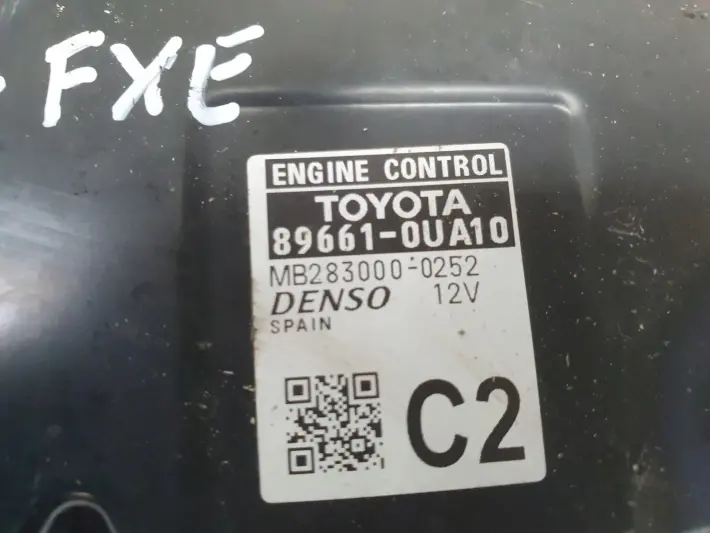 - FXE
ENGINE CONTROL
TOYOTA
89661-0UA10
MB283000-0252
DENSO 12V
SPAIN
C2